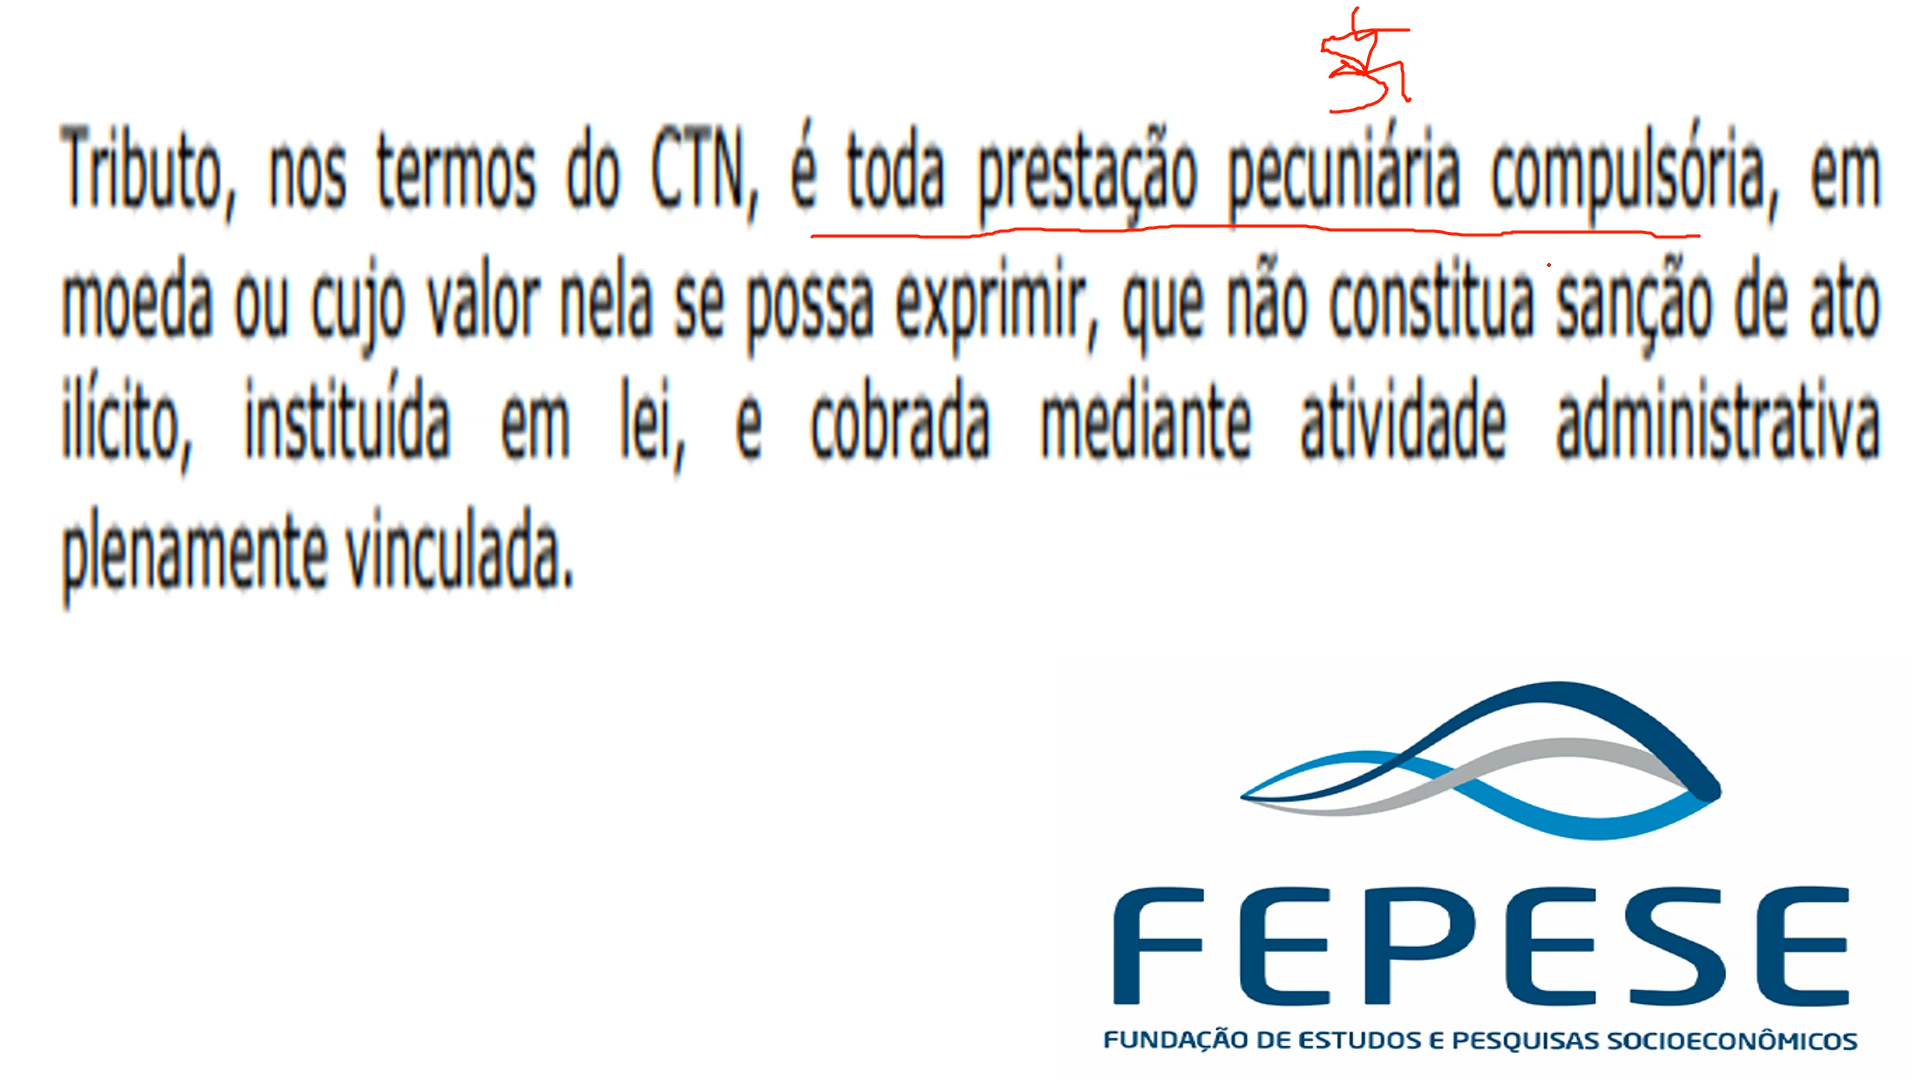 Tributo, nos termos do CTN, é toda prestação pecuniária compulsória, em
moeda ou cujo valor nela se possa exprimir, que não constitua sanção de ato
ilícito, instituída em lei, e cobrada mediante atividade administrativa
plenamente vinculada.
FEPESE
FUNDAÇÃO DE ESTUDOS E PESQUISAS SOCIOECONÔMICOS